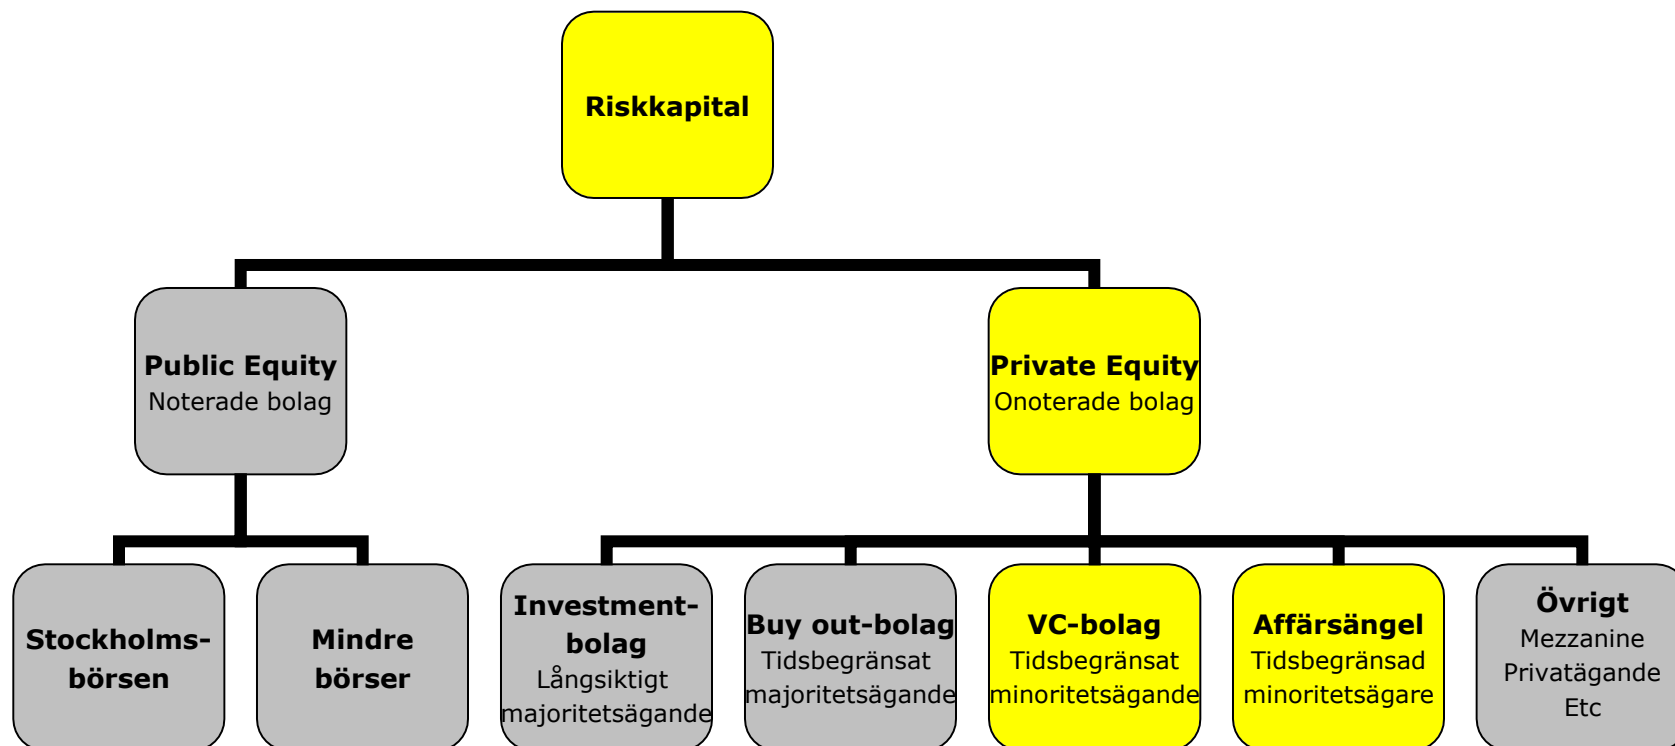 Riskkapital
Public Equity
Noterade bolag
Private Equity
Onoterade bolag
Stockholms-
börsen
Mindre
börser
Investment-
bolag
Långsiktigt
majoritetsägande
Buy out-bolag
Tidsbegränsat
majoritetsägande
VC-bolag
Tidsbegränsat
minoritetsägande
Affärsängel
Tidsbegränsad
minoritetsägare
Övrigt
Mezzanine
Privatägande
Etc